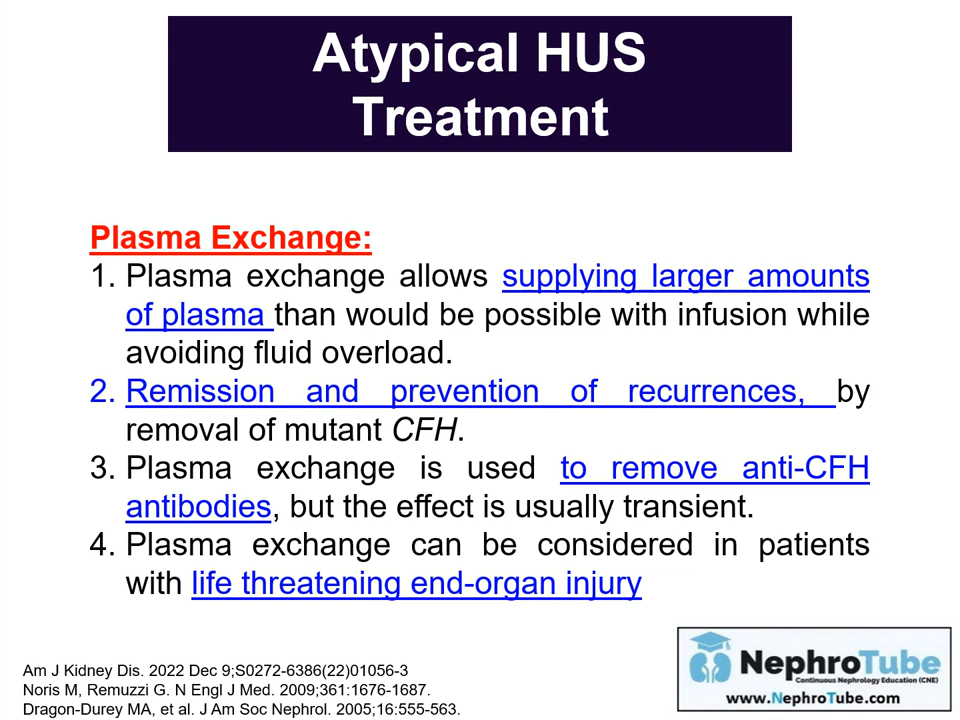 Atypical HUS
Treatment
Plasma Exchange:
1. Plasma exchange allows supplying larger amounts
of plasma than would be possible with infusion while
avoiding fluid overload.
2. Remission and prevention of recurrences, by
removal of mutant CFH.
3. Plasma exchange is used to remove anti-CFH
antibodies, but the effect is usually transient.
4. Plasma exchange can be considered in patients
with life threatening end-organ injury
Am J Kidney Dis. 2022 Dec 9;S0272-6386(22)01056-3
Noris M, Remuzzi G. N Engl J Med. 2009;361:1676-1687.
Dragon-Durey MA, et al. J Am Soc Nephrol. 2005;16:555-563.
NephroTube
Continuous Nephrology Education (CNE)
www.NephroTube.com